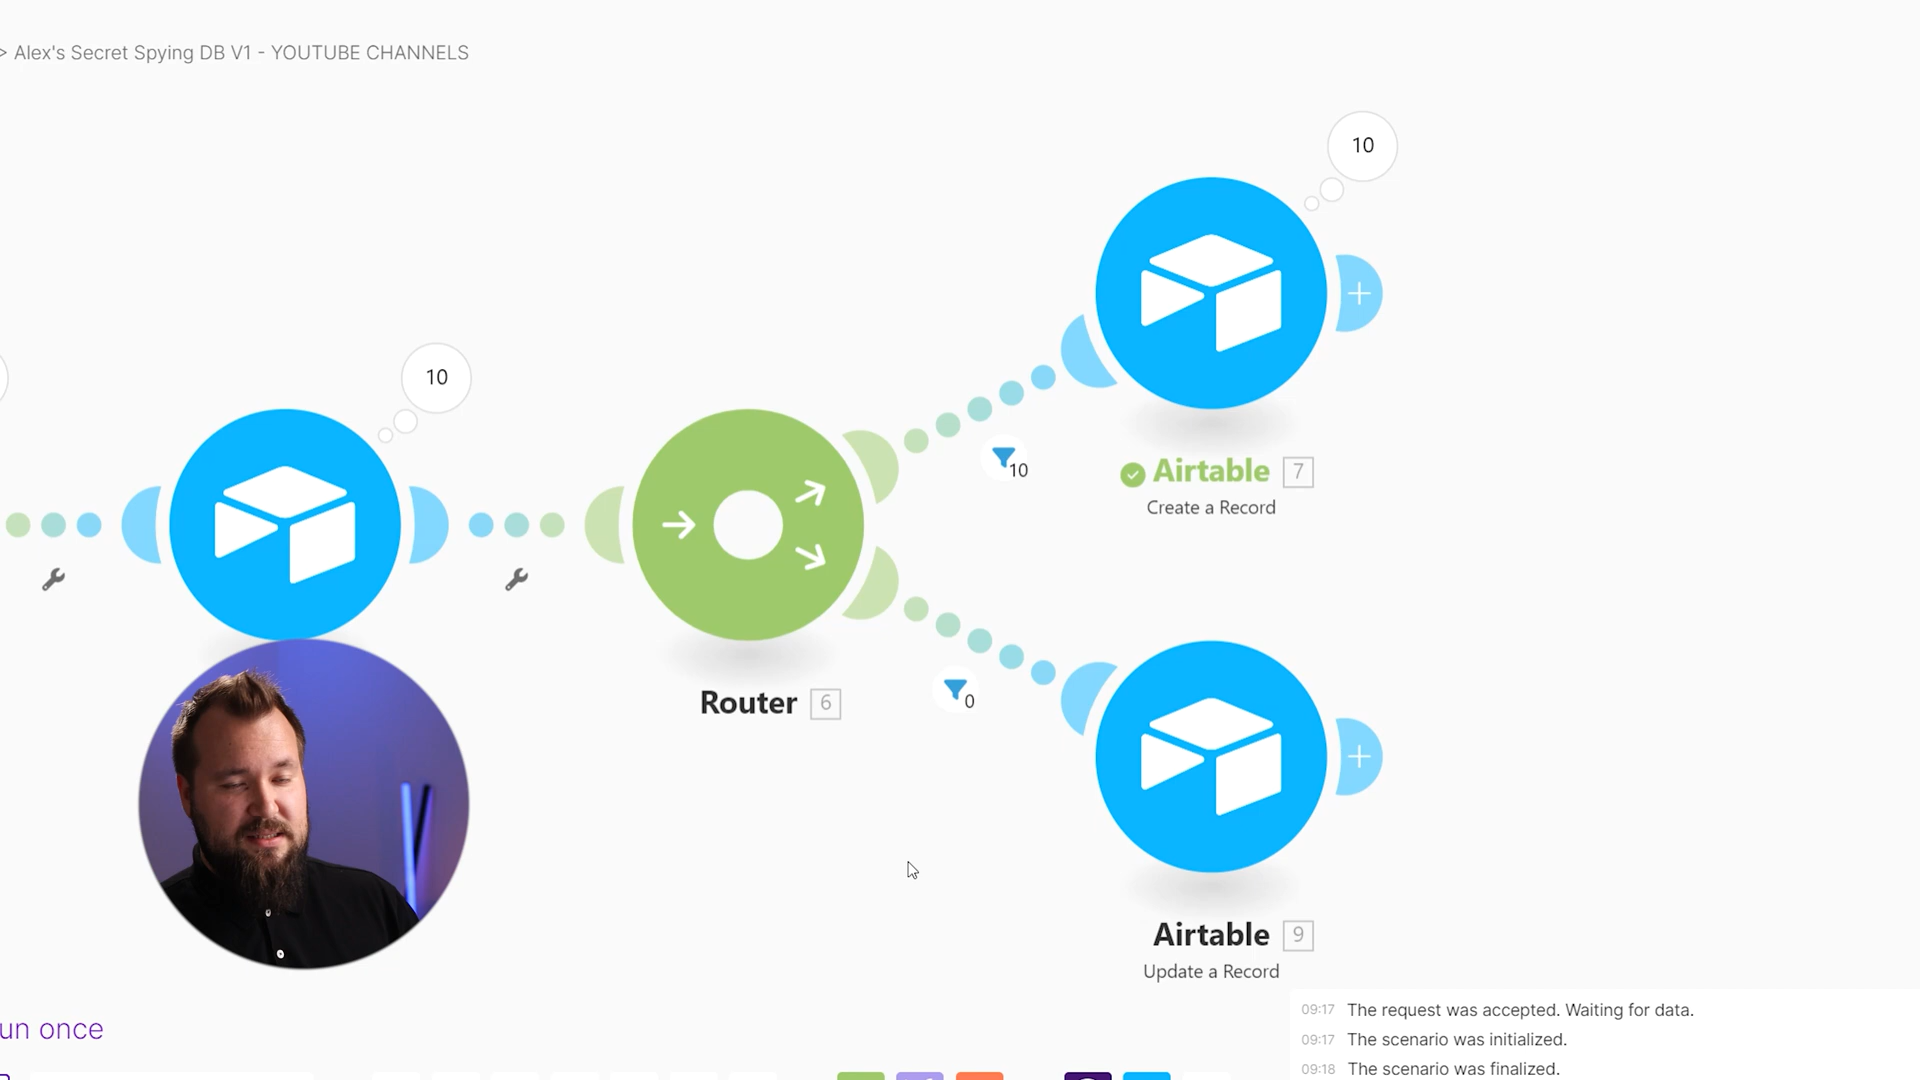 > Alex's Secret Spying DB V1 - YOUTUBE CHANNELS
10
10
10
Airtable 7
Create a Record
Router 6
0
Airtable 9
Update a Record
un once
09:17 The request was accepted. Waiting for data.
09:17 The scenario was initialized.
09:18 The scenario was finalized.